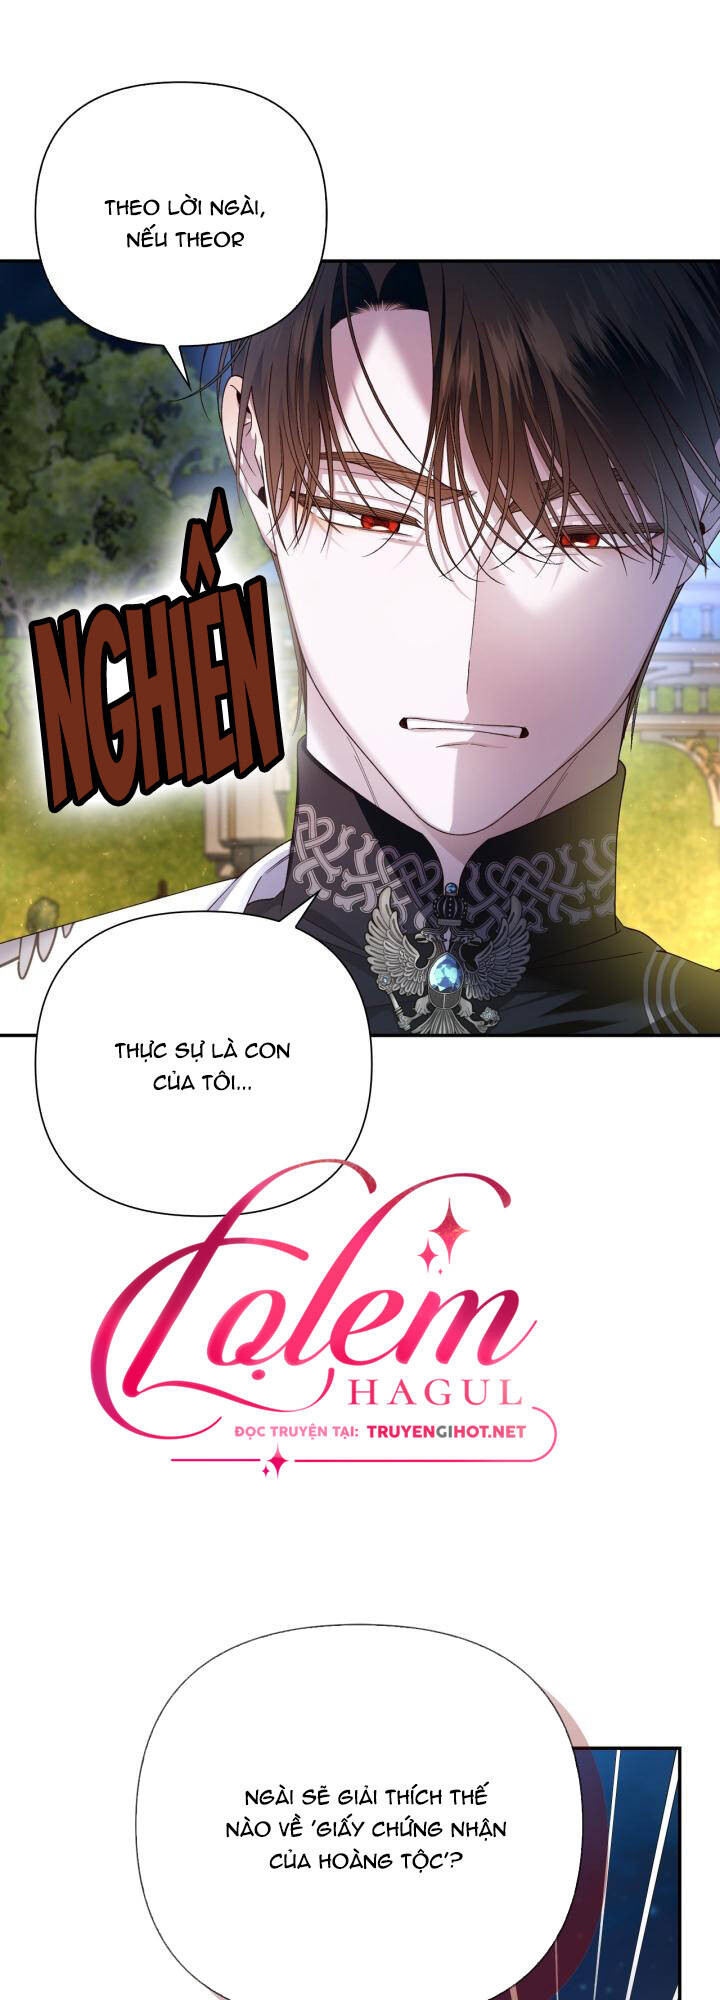 THEO LỜI NGÀI,
NẾU THEOR
NGHIẾN
THỰC SỰ LÀ CON
CỦA TÔI...
Lọlem
HAGUL
ĐỌC TRUYỆN TẠI: TRUYENGIHOT.NET
NGÀI SẼ GIẢI THÍCH THẾ
NÀO VỀ 'GIẤY CHỨNG NHẬN
CỦA HOÀNG TỘC'?